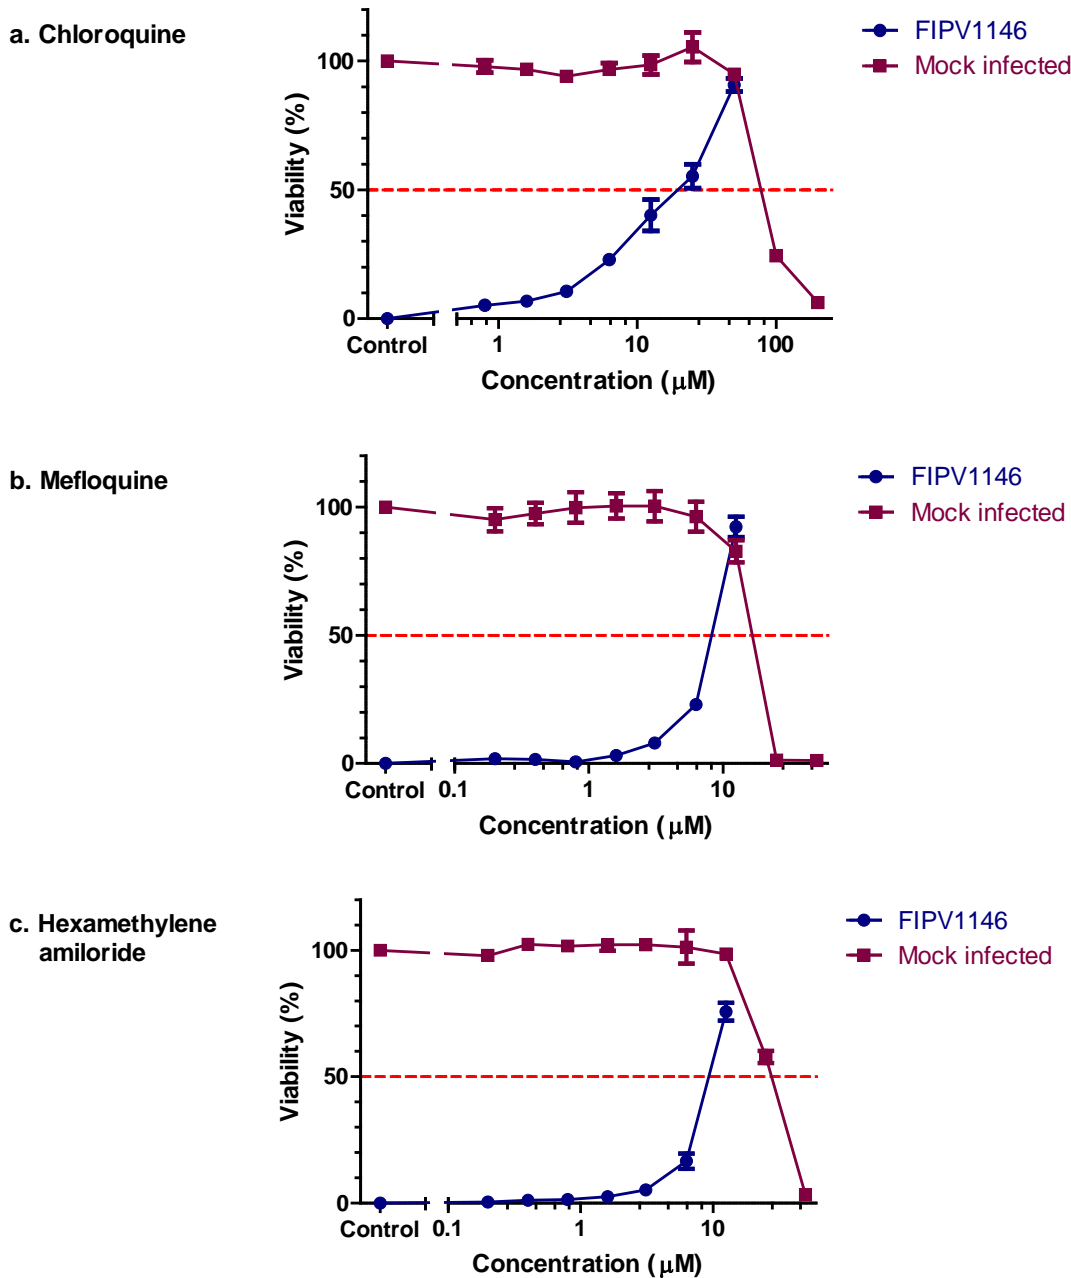 a. Chloroquine
FIPV1146
Mock infected
Viability (%)
100
50
0
Control
1
10
100
Concentration (μM)
b. Mefloquine
FIPV1146
Mock infected
Viability (%)
100
50
0
Control
0.1
1
10
Concentration (μM)
c. Hexamethylene
amiloride
FIPV1146
Mock infected
Viability (%)
100
50
0
Control
0.1
1
10
Concentration (μM)